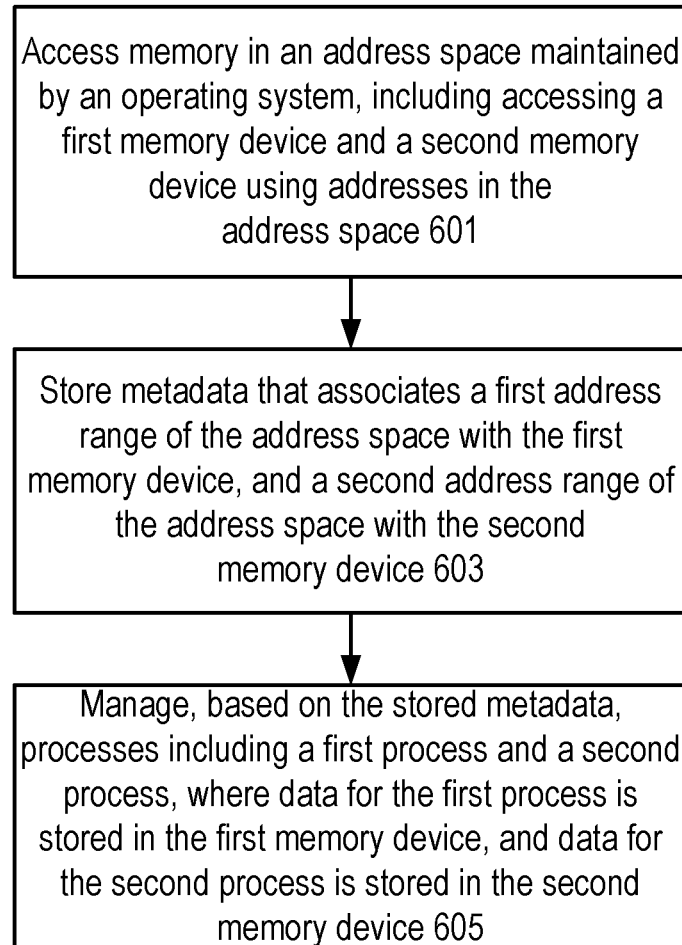 Access memory in an address space maintained
by an operating system, including accessing a
first memory device and a second memory
device using addresses in the
address space 601
Store metadata that associates a first address
range of the address space with the first
memory device, and a second address range of
the address space with the second
memory device 603
Manage, based on the stored metadata,
processes including a first process and a second
process, where data for the first process is
stored in the first memory device, and data for
the second process is stored in the second
memory device 605